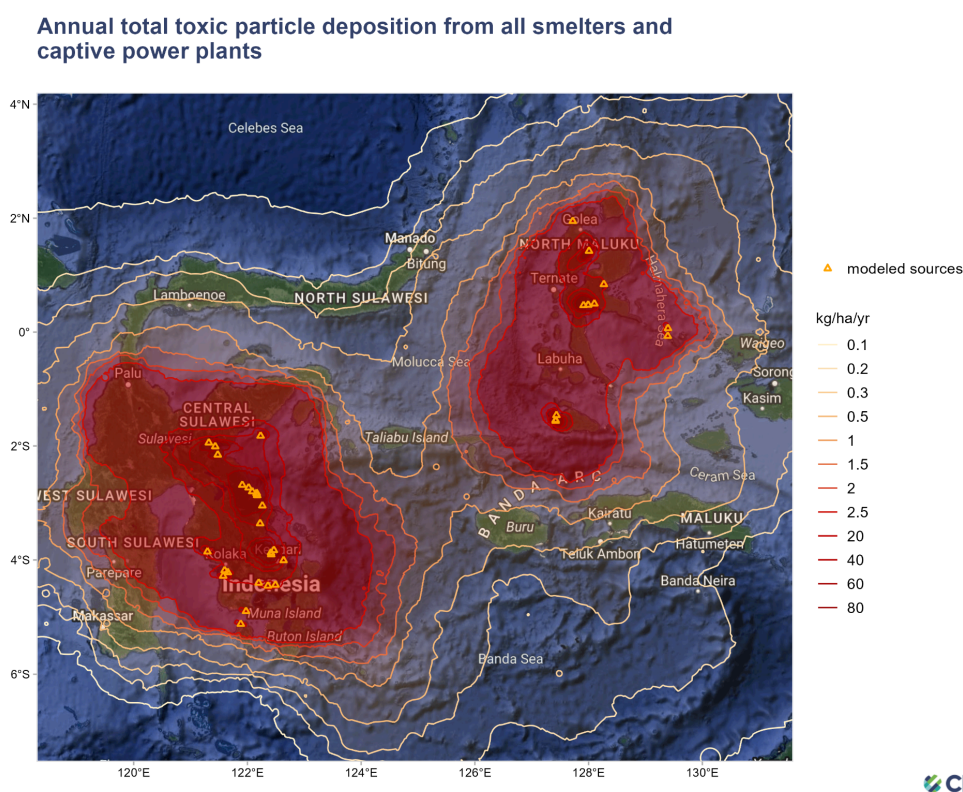 Annual total toxic particle deposition from all smelters and
captive power plants
4°N
2°N
0°
2°S
4°S
6°S
120°E
122°E
124°E
126°E
128°E
130°E
Celebes Sea
Manado
Bitung
Lamboenoe
NORTH SULAWESI
Golea
NORTH MALUKU
Ternate
Halmahera Sea
Labuha
Molucca Sea
Waigeo
Sorong
Kasim
Palu
CENTRAL
SULAWESI
Sulawesi
Taliabu Island
Ceram Sea
BANDA ARC
WEST SULAWESI
Buru
Kairatu
MALUKU
SOUTH SULAWESI
Kolaka
Kendari
Teluk Ambon
Hatumeten
Parepare
Indonesia
Banda Neira
Makassar
Muna Island
Buton Island
Banda Sea
modeled sources
kg/ha/yr
0.1
0.2
0.3
0.5
1
1.5
2
2.5
20
40
60
80
C